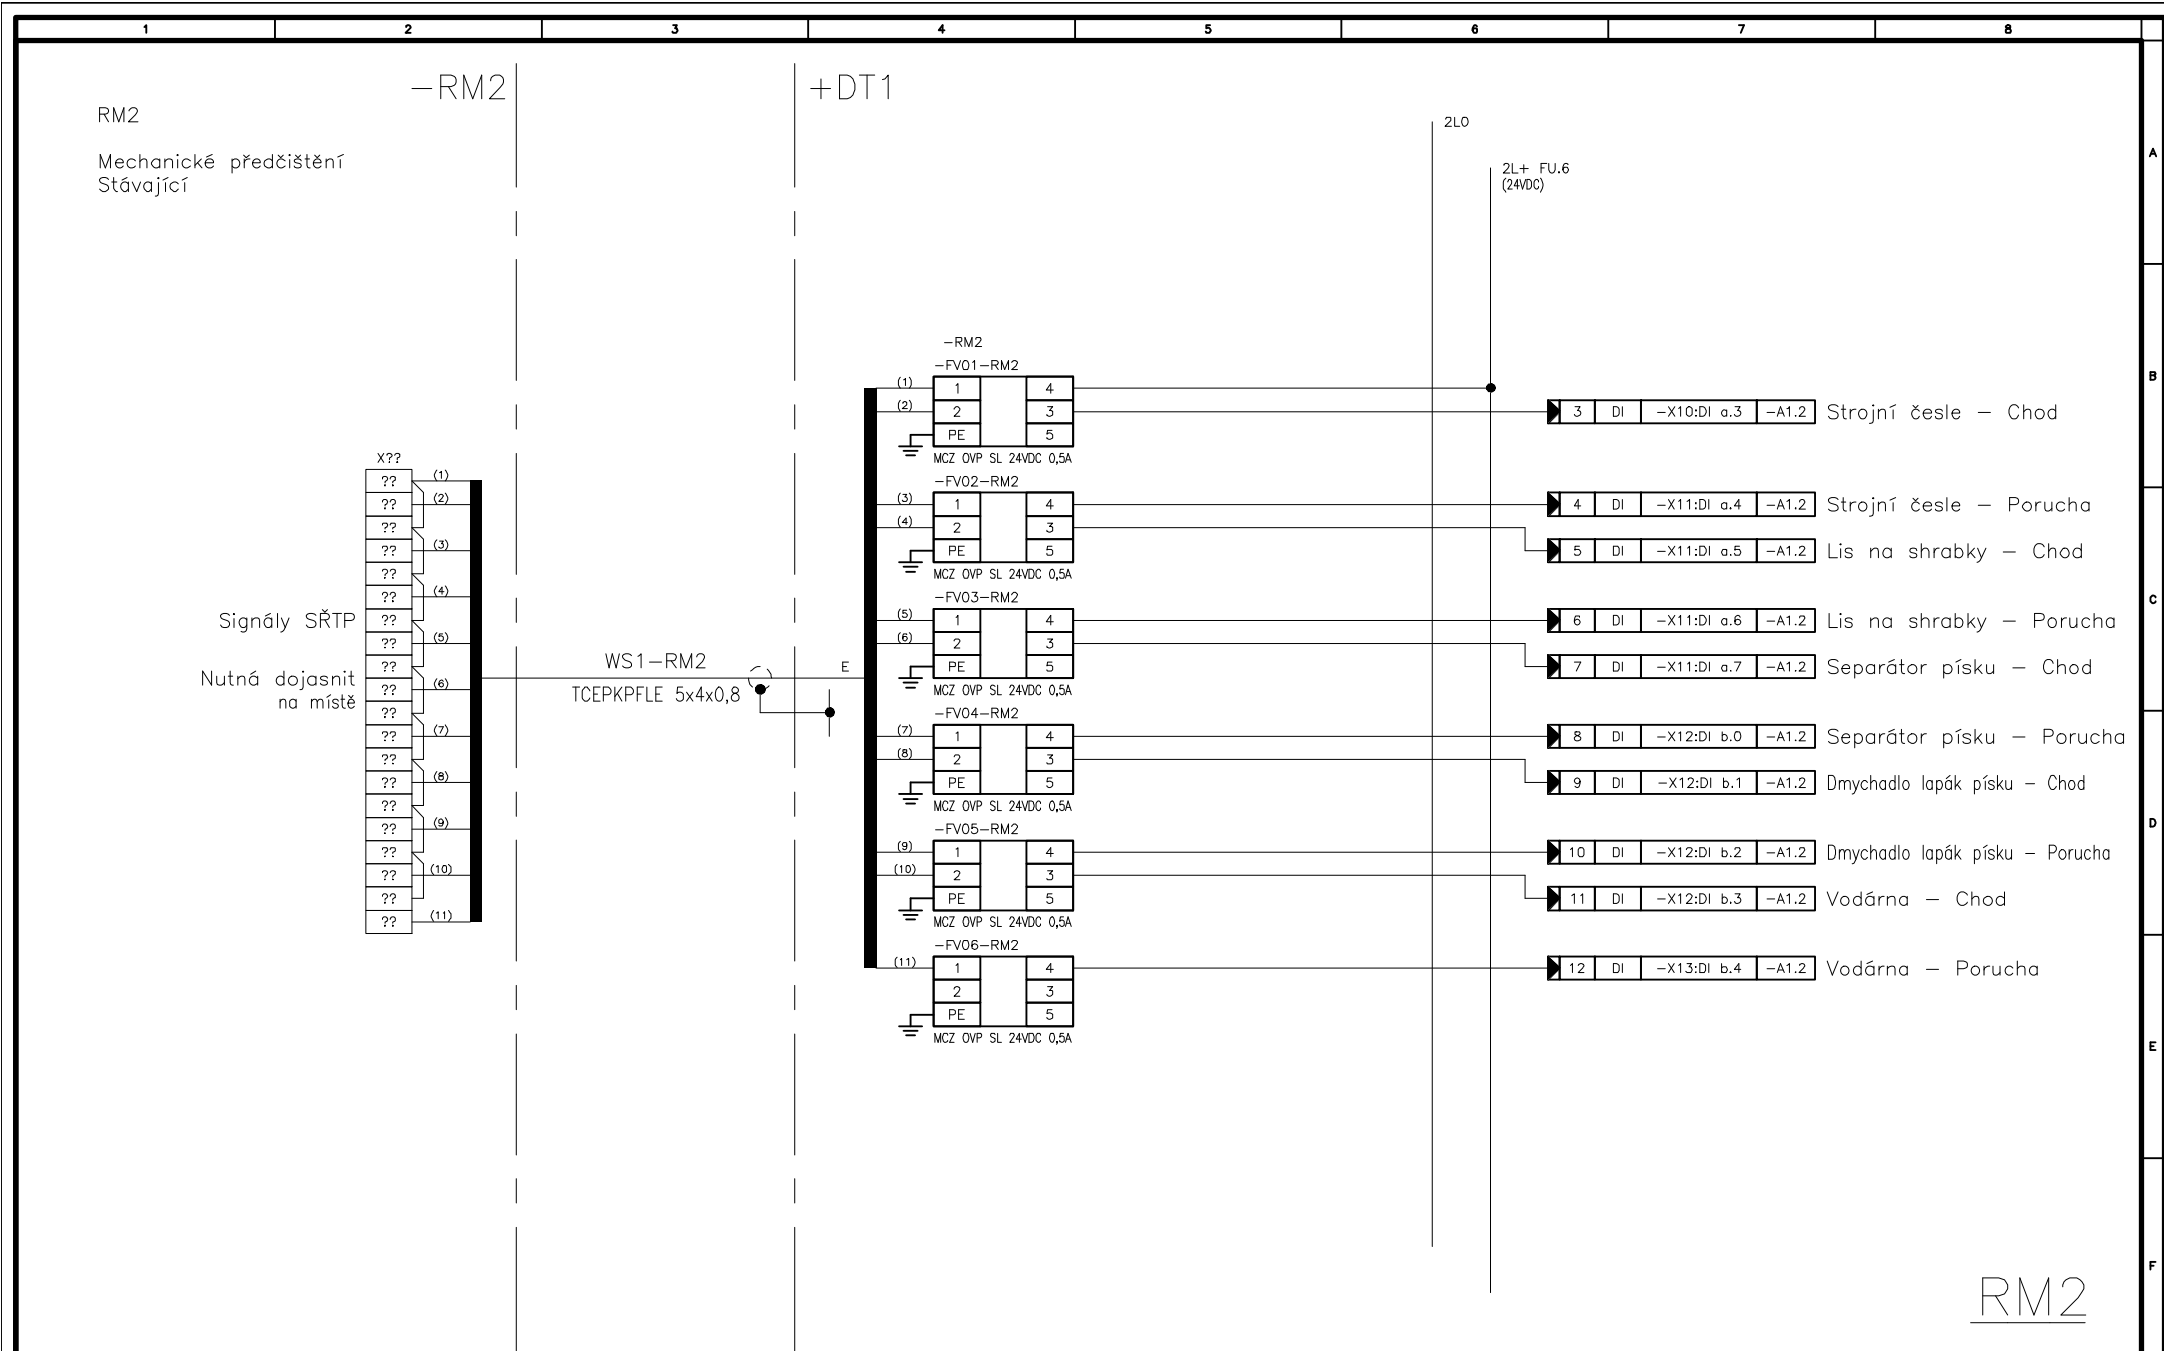 1 2 3 4 5 6 7 8
-RM2
+DT1
RM2
Mechanické předčištění
Stávající
2L0
2L+ FU.6
(24VDC)
A
B
C
D
E
F
X??
??
(1)
??
(2)
??
??
(3)
??
??
(4)
??
??
(5)
??
??
(6)
??
??
(7)
??
??
(8)
??
??
(9)
??
??
(10)
??
??
(11)
Signály SŘTP
Nutná dojasnit
na místě
WS1-RM2
TCEPKPFLE 5x4x0,8
E
-RM2
-FV01-RM2
(1) 1 4
(2) 2 3
PE 5
MCZ OVP SL 24VDC 0,5A
3 DI -X10:DI a.3 -A1.2 Strojní česle - Chod
-FV02-RM2
(3) 1 4
(4) 2 3
PE 5
MCZ OVP SL 24VDC 0,5A
4 DI -X11:DI a.4 -A1.2 Strojní česle - Porucha
5 DI -X11:DI a.5 -A1.2 Lis na shrabky - Chod
-FV03-RM2
(5) 1 4
(6) 2 3
PE 5
MCZ OVP SL 24VDC 0,5A
6 DI -X11:DI a.6 -A1.2 Lis na shrabky - Porucha
7 DI -X11:DI a.7 -A1.2 Separátor písku - Chod
-FV04-RM2
(7) 1 4
(8) 2 3
PE 5
MCZ OVP SL 24VDC 0,5A
8 DI -X12:DI b.0 -A1.2 Separátor písku - Porucha
9 DI -X12:DI b.1 -A1.2 Dmychadlo lapák písku - Chod
-FV05-RM2
(9) 1 4
(10) 2 3
PE 5
MCZ OVP SL 24VDC 0,5A
10 DI -X12:DI b.2 -A1.2 Dmychadlo lapák písku - Porucha
11 DI -X12:DI b.3 -A1.2 Vodárna - Chod
-FV06-RM2
(11) 1 4
2 3
PE 5
MCZ OVP SL 24VDC 0,5A
12 DI -X13:DI b.4 -A1.2 Vodárna - Porucha
RM2